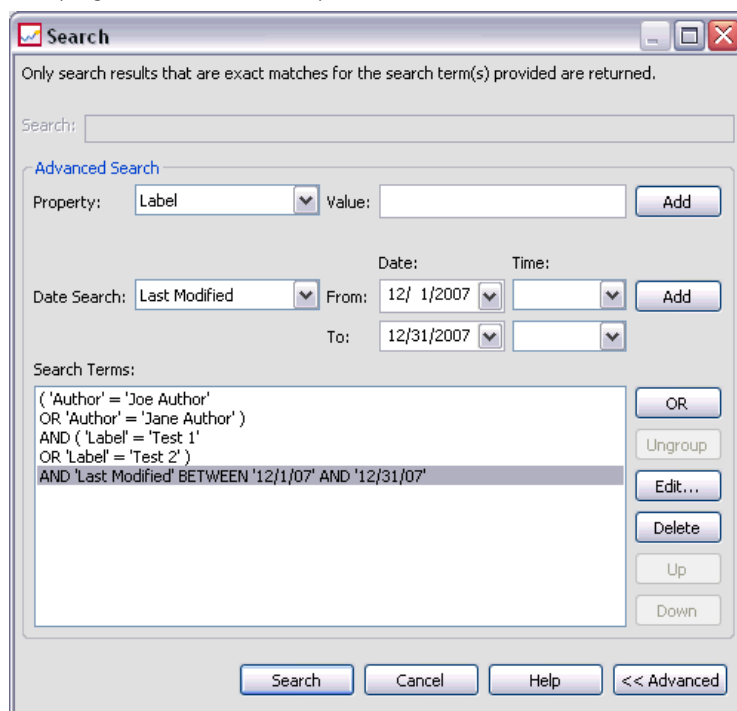 Search
Only search results that are exact matches for the search term(s) provided are returned.
Search:
Advanced Search
Property: Label Value: Add
Date: Time:
Date Search: Last Modified From: 12/ 1/2007 Add
To: 12/31/2007
Search Terms:
( 'Author' = 'Joe Author'
OR 'Author' = 'Jane Author' )
AND ( 'Label' = 'Test 1'
OR 'Label' = 'Test 2' )
AND 'Last Modified' BETWEEN '12/1/07' AND '12/31/07'
OR
Ungroup
Edit...
Delete
Up
Down
Search Cancel Help << Advanced